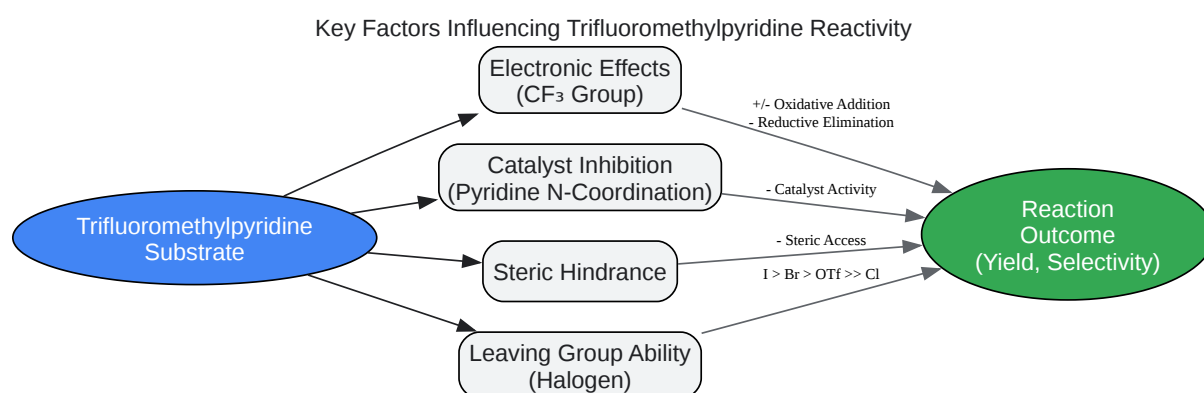 Key Factors Influencing Trifluoromethylpyridine Reactivity
Electronic Effects
(CF₃ Group)
+/- Oxidative Addition
- Reductive Elimination
Catalyst Inhibition
(Pyridine N-Coordination)
- Catalyst Activity
Trifluoromethylpyridine
Substrate
Reaction
Outcome
(Yield, Selectivity)
- Steric Access
Steric Hindrance
I > Br > OTf >> Cl
Leaving Group Ability
(Halogen)